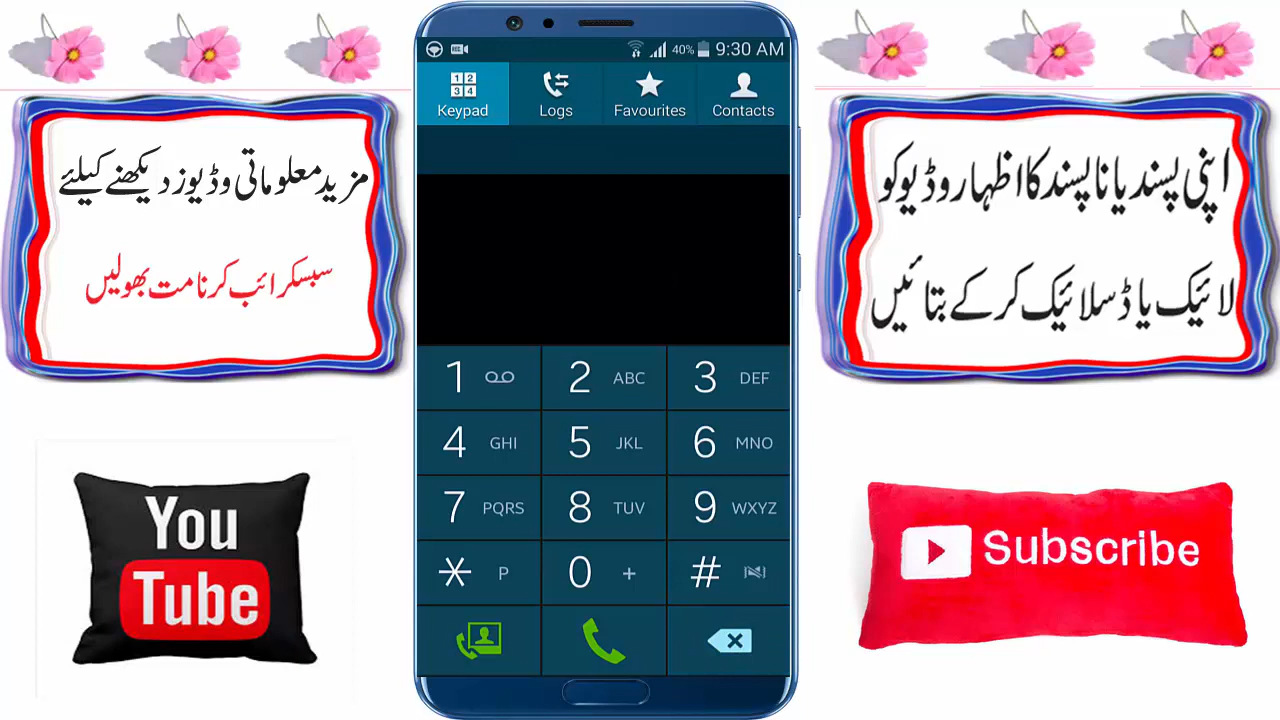 40% 9:30 AM
Keypad Logs Favourites Contacts
مزید معلوماتی وڈیوز دیکھنے کیلئے
سبسکرائب کرنا مت بھولیں
اپنی پسند یا ناپسند کا اظہار وڈیو کو
لائیک یا ڈسلائیک کر کے بتائیں
1
2 ABC
3 DEF
4 GHI
5 JKL
6 MNO
7 PQRS
8 TUV
9 WXYZ
* P
0 +
#
You
Tube
Subscribe